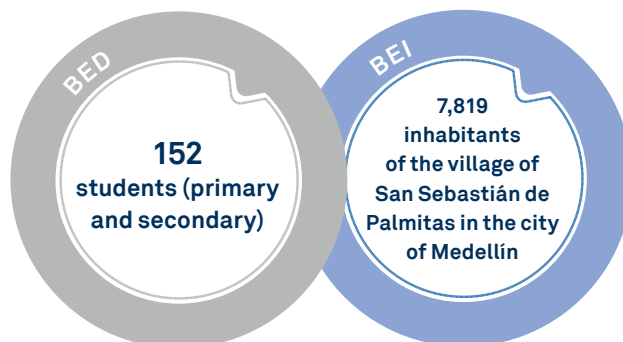 BED
152
students (primary
and secondary)
BEI
7,819
inhabitants
of the village of
San Sebastián de
Palmitas in the city
of Medellín